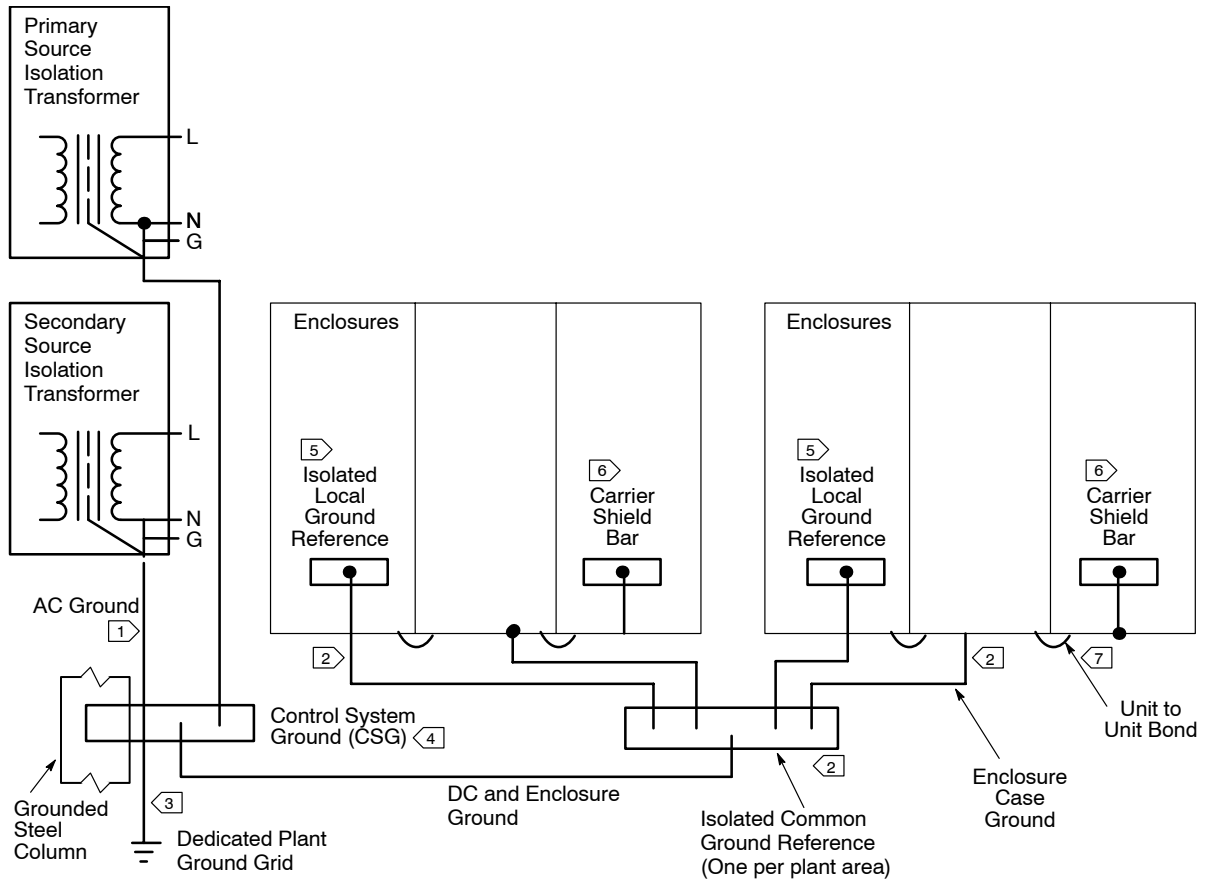 Primary
Source
Isolation
Transformer
L
N
G
Secondary
Source
Isolation
Transformer
L
N
G
Enclosures
5
Isolated
Local
Ground
Reference
6
Carrier
Shield
Bar
Enclosures
5
Isolated
Local
Ground
Reference
6
Carrier
Shield
Bar
AC Ground
1
2
2
7
Unit to
Unit Bond
Control System
Ground (CSG) 4
2
Enclosure
Case
Ground
DC and Enclosure
Ground
Isolated Common
Ground Reference
(One per plant area)
Grounded
Steel
Column
3
Dedicated Plant
Ground Grid